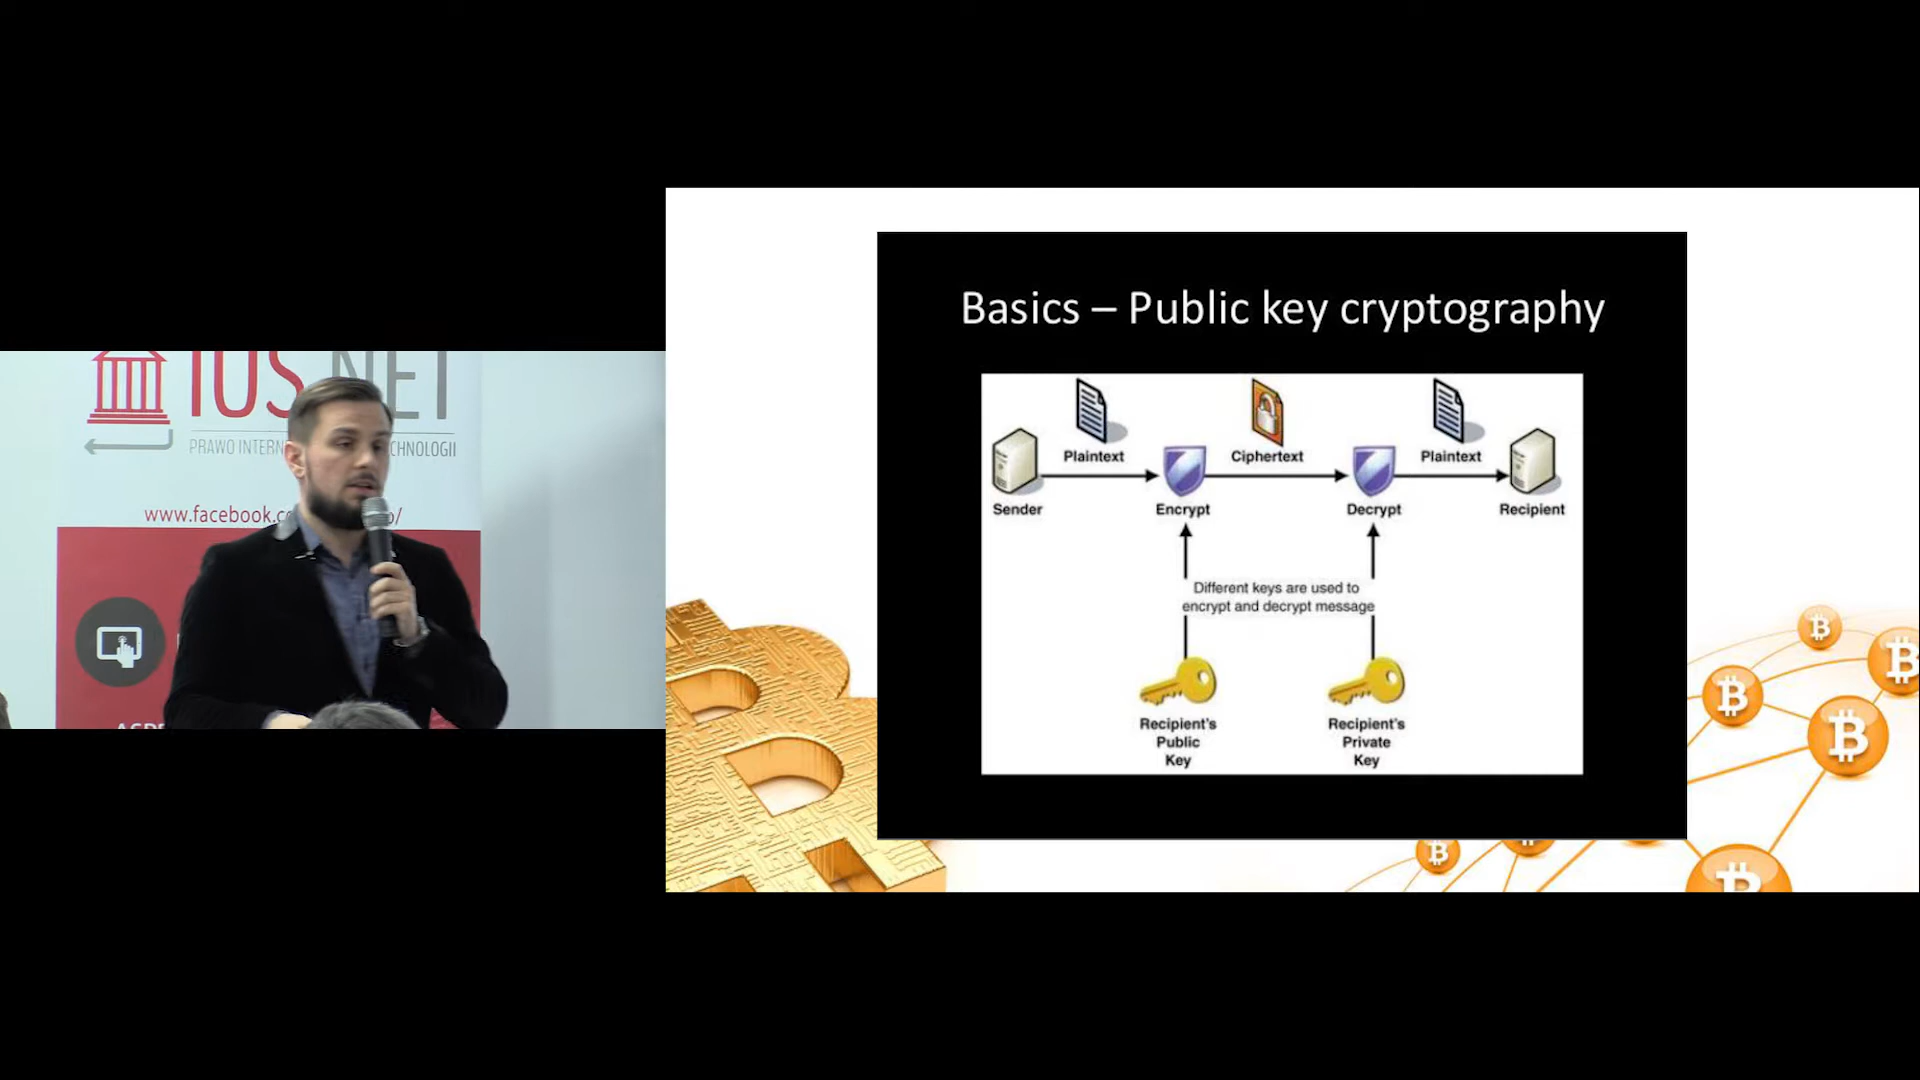 IUS NET
PRAWO INTERN
CHNOLOGII
www.facebook.c
/
Basics – Public key cryptography
Plaintext
Ciphertext
Plaintext
Sender
Encrypt
Decrypt
Recipient
Different keys are used to
encrypt and decrypt message
Recipient's
Public
Key
Recipient's
Private
Key